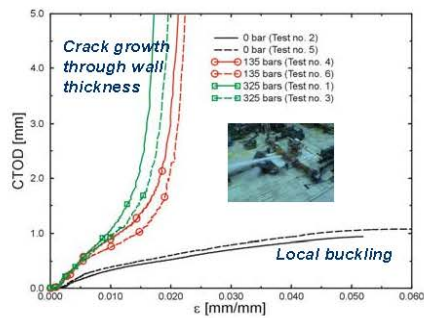 5.0
4.0
3.0
2.0
1.0
0.0
CTOD [mm]
Crack growth
through wall
thickness
0 bar (Test no. 2)
0 bar (Test no. 5)
135 bars (Test no. 4)
135 bars (Test no. 6)
325 bars (Test no. 1)
325 bars (Test no. 3)
Local buckling
0.000 0.010 0.020 0.030 0.040 0.050 0.060
ε [mm/mm]